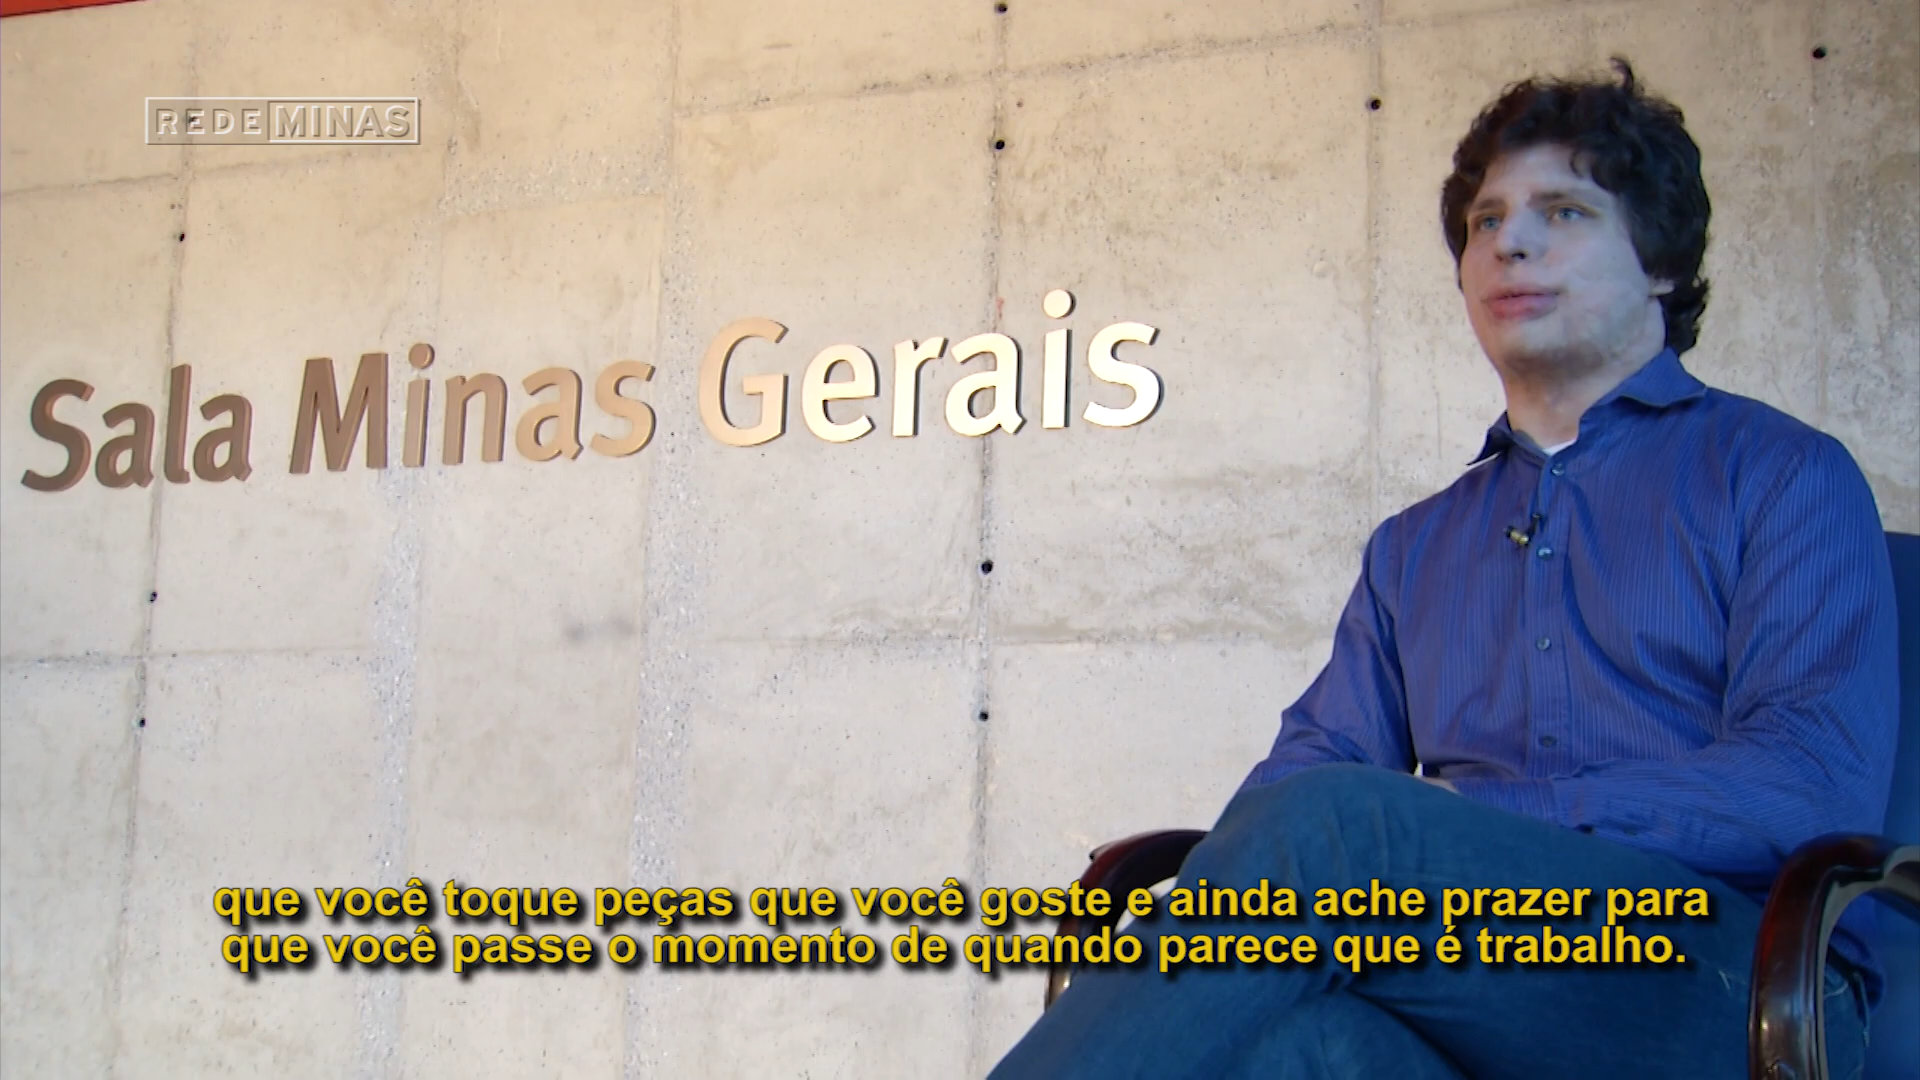 REDE MINAS
Sala Minas Gerais
que você toque peças que você goste e ainda ache prazer para
que você passe o momento de quando parece que é trabalho.